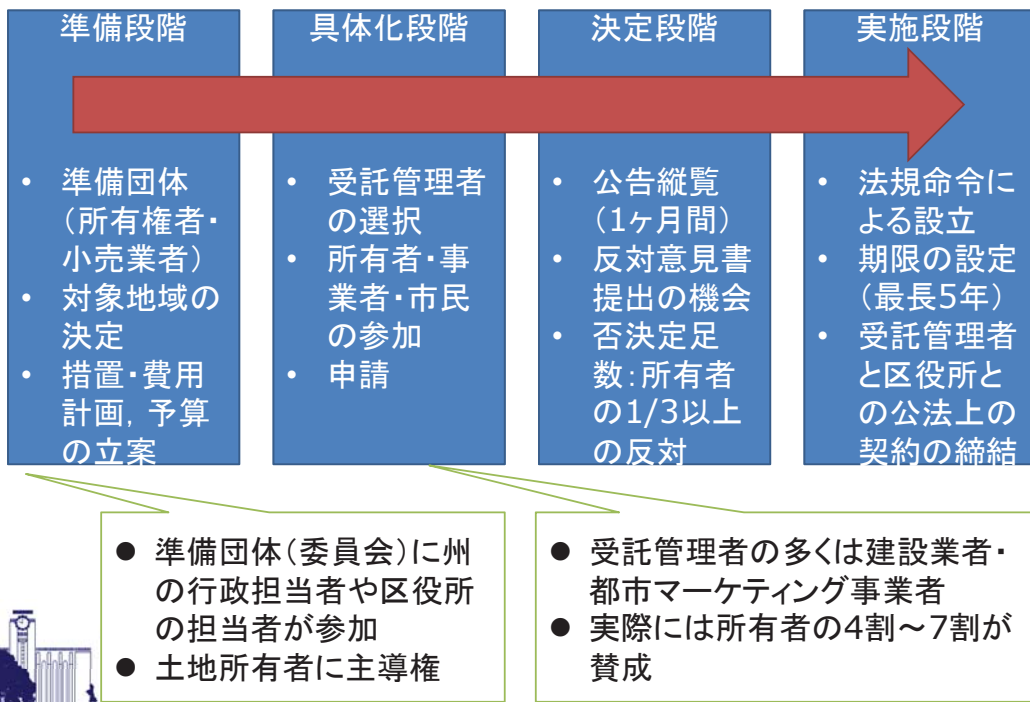 準備段階
・ 準備団体
（所有権者・
小売業者）
・ 対象地域の
決定
・ 措置・費用
計画, 予算
の立案
具体化段階
・ 受託管理者
の選択
・ 所有者・事
業者・市民
の参加
・ 申請
決定段階
・ 公告縦覧
（1ヶ月間）
・ 反対意見書
提出の機会
・ 否決定足
数：所有者
の1/3以上
の反対
実施段階
・ 法規命令に
よる設立
・ 期限の設定
（最長5年）
・ 受託管理者
と区役所と
の公法上の
契約の締結
● 準備団体（委員会）に州
の行政担当者や区役所
の担当者が参加
● 土地所有者に主導権
● 受託管理者の多くは建設業者・
都市マーケティング事業者
● 実際には所有者の4割～7割が
賛成